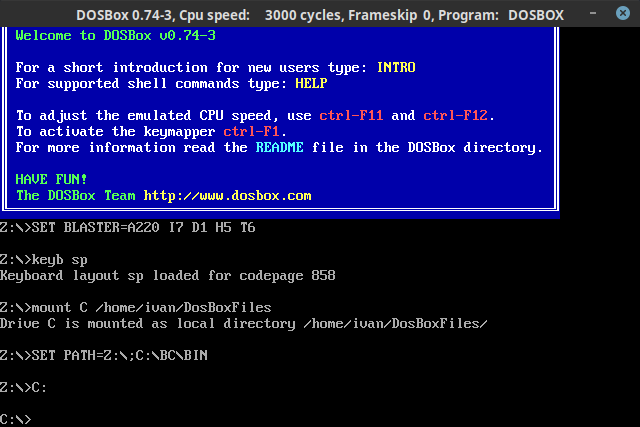 DOSBox 0.74-3, Cpu speed: 3000 cycles, Frameskip 0, Program: DOSBOX
Welcome to DOSBox v0.74-3
For a short introduction for new users type: INTRO
For supported shell commands type: HELP
To adjust the emulated CPU speed, use ctrl-F11 and ctrl-F12.
To activate the keymapper ctrl-F1.
For more information read the README file in the DOSBox directory.
HAVE FUN!
The DOSBox Team http://www.dosbox.com
Z:\>SET BLASTER=A220 I7 D1 H5 T6
Z:\>keyb sp
Keyboard layout sp loaded for codepage 858
Z:\>mount C /home/ivan/DosBoxFiles
Drive C is mounted as local directory /home/ivan/DosBoxFiles/
Z:\>SET PATH=Z:\;C:\BC\BIN
Z:\>C:
C:\>